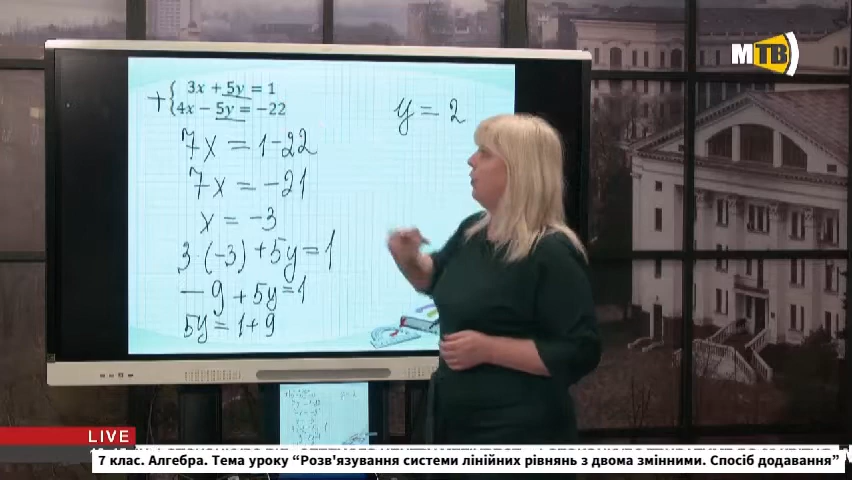 МТВ
3x + 5y = 1
+
4x − 5y = −22
7x = 1−22
7x = −21
x = −3
3·(−3)+5y=1
−9+5y=1
5y=1+9
y = 2
LIVE
7 клас. Алгебра. Тема уроку “Розв'язування системи лінійних рівнянь з двома змінними. Спосіб додавання”